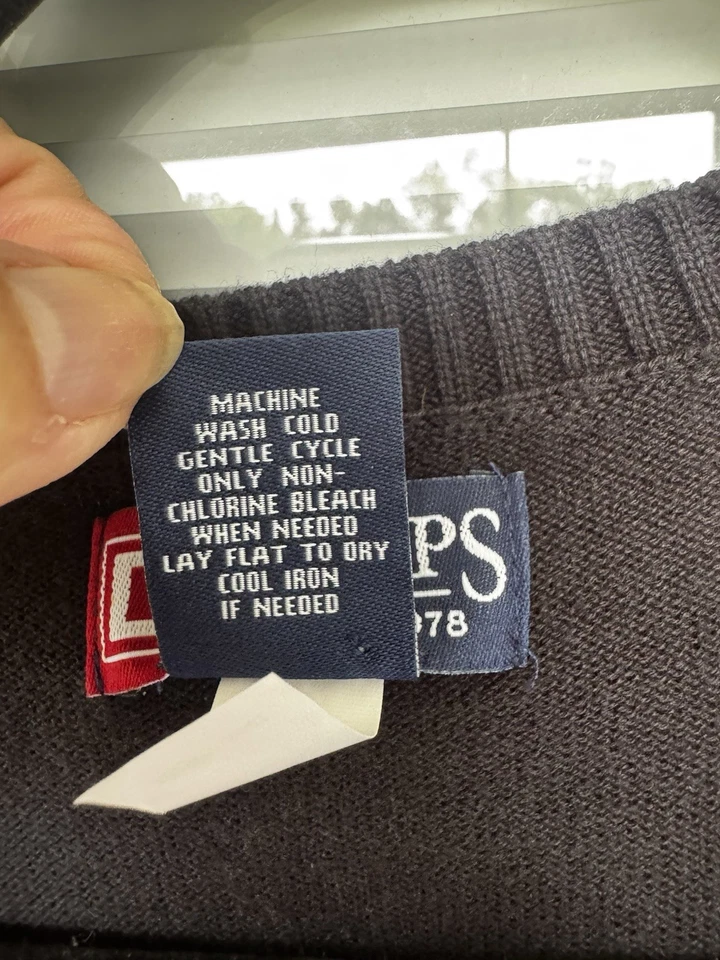 MACHINE
WASH COLD
GENTLE CYCLE
ONLY NON-
CHLORINE BLEACH
WHEN NEEDED
LAY FLAT TO DRY
COOL IRON
IF NEEDED
PS
978